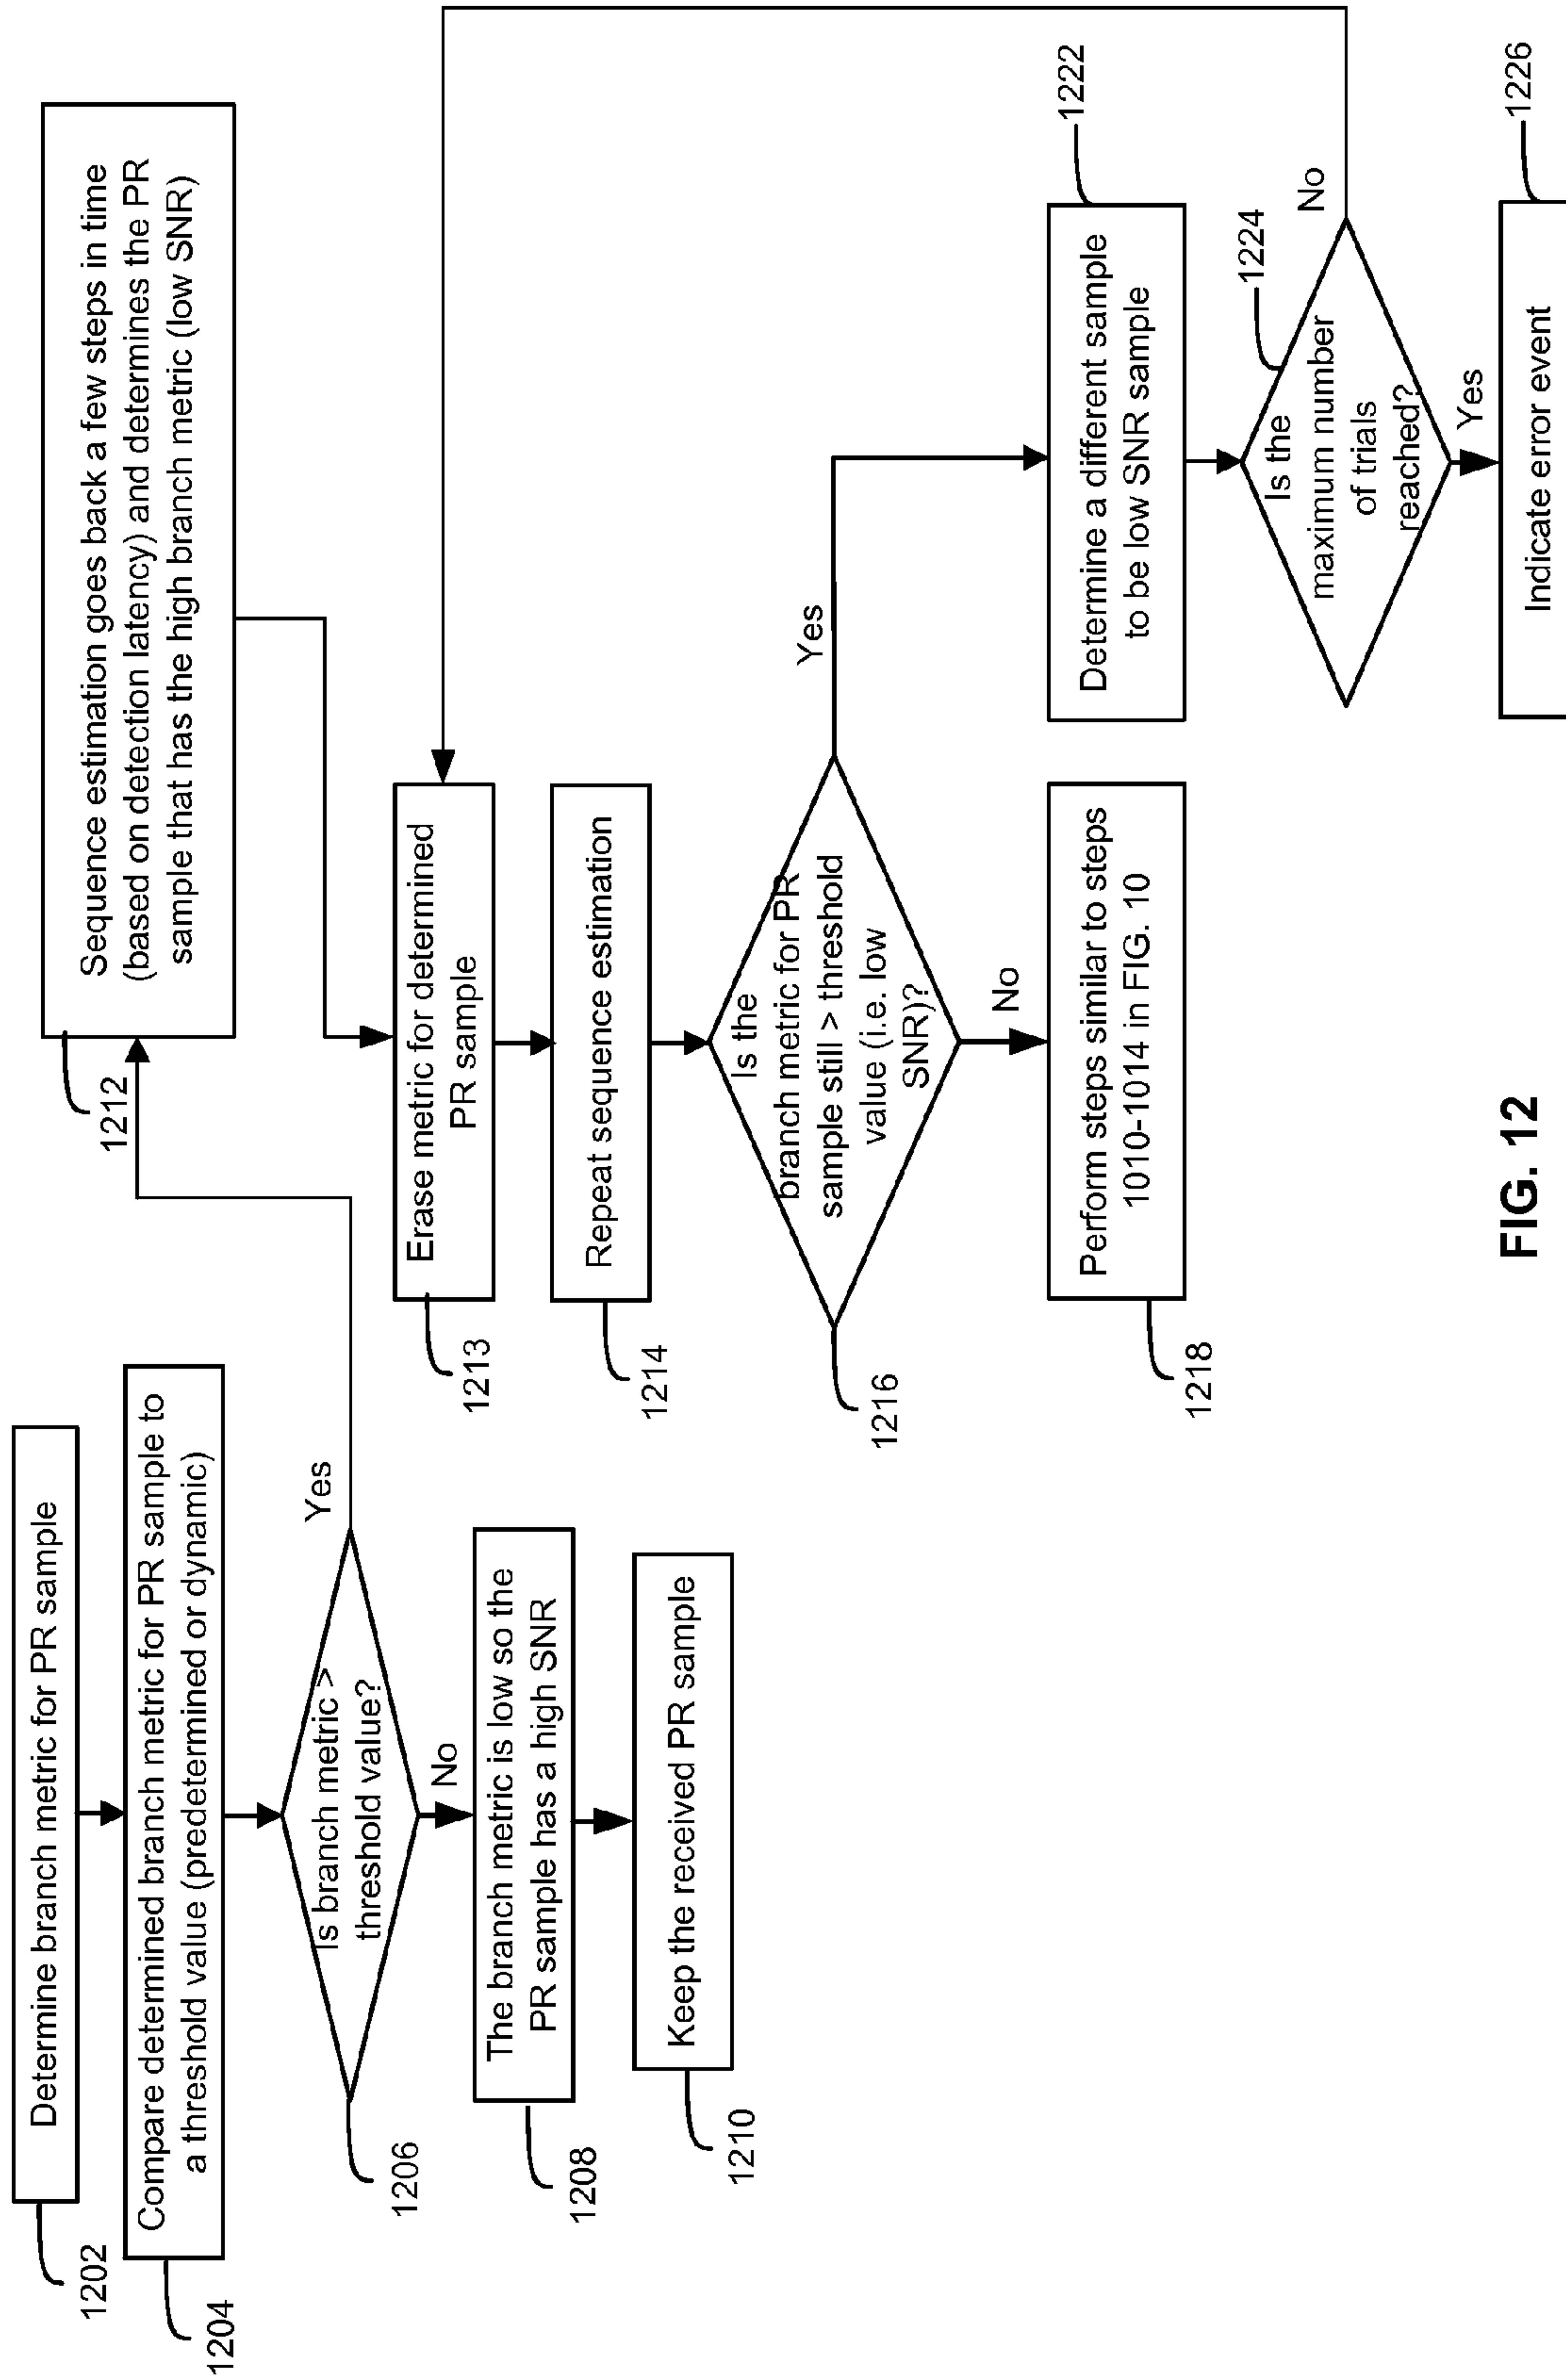 Determine branch metric for PR sample
1202
Compare determined branch metric for PR sample to
a threshold value (predetermined or dynamic)
1204
Is branch metric >
threshold value?
1206
Yes
No
The branch metric is low so the
PR sample has a high SNR
1208
Keep the received PR sample
1210
Sequence estimation goes back a few steps in time
(based on detection latency) and determines the PR
sample that has the high branch metric (low SNR)
1212
Erase metric for determined
PR sample
1213
Repeat sequence estimation
1214
Is the
branch metric for PR
sample still > threshold
value (i.e. low
SNR)?
1216
Yes
No
Perform steps similar to steps
1010-1014 in FIG. 10
1218
Determine a different sample
to be low SNR sample
1222
Is the
maximum number
of trials
reached?
1224
No
Yes
Indicate error event
1226
FIG. 12